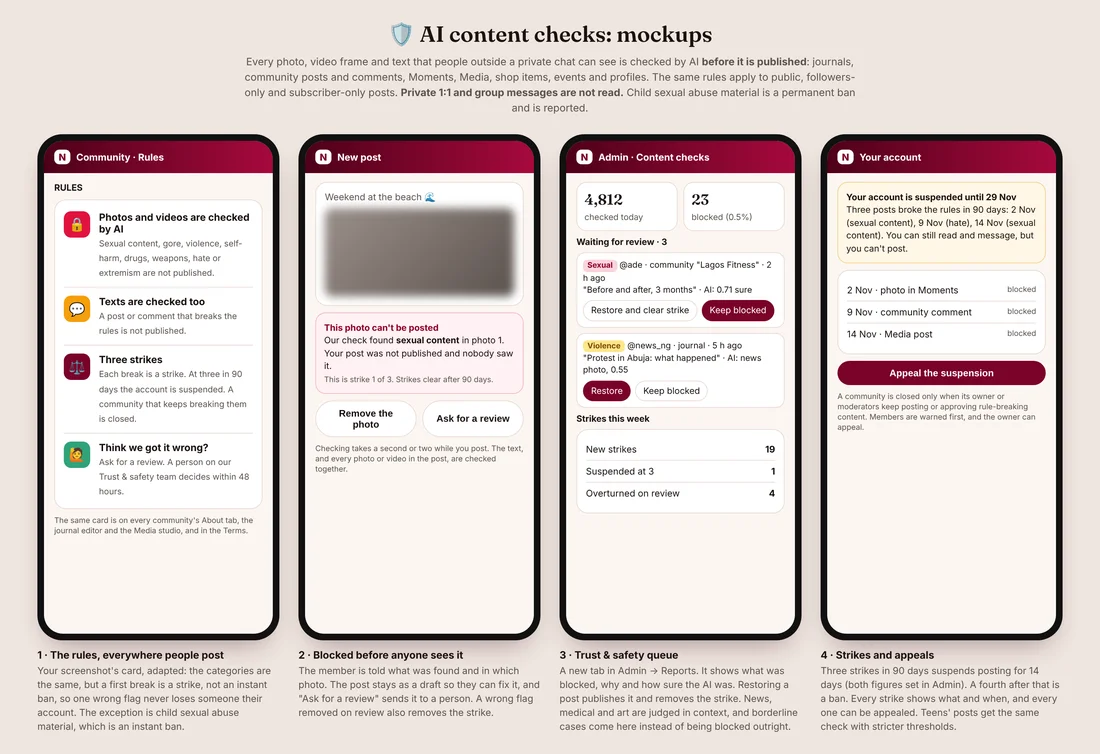 🛡️ AI content checks: mockups
Every photo, video frame and text that people outside a private chat can see is checked by AI before it is published: journals,
community posts and comments, Moments, Media, shop items, events and profiles. The same rules apply to public, followers-
only and subscriber-only posts. Private 1:1 and group messages are not read. Child sexual abuse material is a permanent ban
and is reported.
N Community · Rules
RULES
Photos and videos are checked
by AI
Sexual content, gore, violence, self-
harm, drugs, weapons, hate or
extremism are not published.
Texts are checked too
A post or comment that breaks the
rules is not published.
Three strikes
Each break is a strike. At three in 90
days the account is suspended. A
community that keeps breaking them
is closed.
Think we got it wrong?
Ask for a review. A person on our
Trust & safety team decides within 48
hours.
The same card is on every community's About tab, the
journal editor and the Media studio, and in the Terms.
1 · The rules, everywhere people post
Your screenshot's card, adapted: the categories are
the same, but a first break is a strike, not an instant
ban, so one wrong flag never loses someone their
account. The exception is child sexual abuse
material, which is an instant ban.
N New post
Weekend at the beach 🌊
This photo can't be posted
Our check found sexual content in photo 1.
Your post was not published and nobody saw
it.
This is strike 1 of 3. Strikes clear after 90 days.
Remove the
photo
Ask for a review
Checking takes a second or two while you post. The text,
and every photo or video in the post, are checked
together.
2 · Blocked before anyone sees it
The member is told what was found and in which
photo. The post stays as a draft so they can fix it, and
"Ask for a review" sends it to a person. A wrong flag
removed on review also removes the strike.
N Admin · Content checks
4,812
checked today
23
blocked (0.5%)
Waiting for review · 3
Sexual @ade · community "Lagos Fitness" · 2
h ago
"Before and after, 3 months" · AI: 0.71 sure
Restore and clear strike
Keep blocked
Violence @news_ng · journal · 5 h ago
"Protest in Abuja: what happened" · AI: news
photo, 0.55
Restore
Keep blocked
Strikes this week
New strikes 19
Suspended at 3 1
Overturned on review 4
3 · Trust & safety queue
A new tab in Admin → Reports. It shows what was
blocked, why and how sure the AI was. Restoring a
post publishes it and removes the strike. News,
medical and art are judged in context, and borderline
cases come here instead of being blocked outright.
N Your account
Your account is suspended until 29 Nov
Three posts broke the rules in 90 days: 2 Nov
(sexual content), 9 Nov (hate), 14 Nov (sexual
content). You can still read and message, but
you can't post.
2 Nov · photo in Moments blocked
9 Nov · community comment blocked
14 Nov · Media post blocked
Appeal the suspension
A community is closed only when its owner or
moderators keep posting or approving rule-breaking
content. Members are warned first, and the owner can
appeal.
4 · Strikes and appeals
Three strikes in 90 days suspends posting for 14
days (both figures set in Admin). A fourth after that is
a ban. Every strike shows what and when, and every
one can be appealed. Teens' posts get the same
check with stricter thresholds.